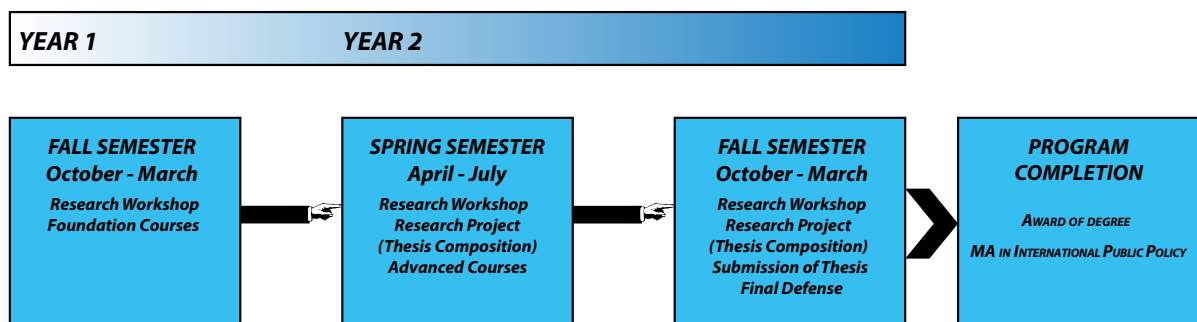 YEAR 1
YEAR 2
FALL SEMESTER
October - March
Research Workshop
Foundation Courses
SPRING SEMESTER
April - July
Research Workshop
Research Project
(Thesis Composition)
Advanced Courses
FALL SEMESTER
October - March
Research Workshop
Research Project
(Thesis Composition)
Submission of Thesis
Final Defense
PROGRAM
COMPLETION
AWARD OF DEGREE
MA IN INTERNATIONAL PUBLIC POLICY